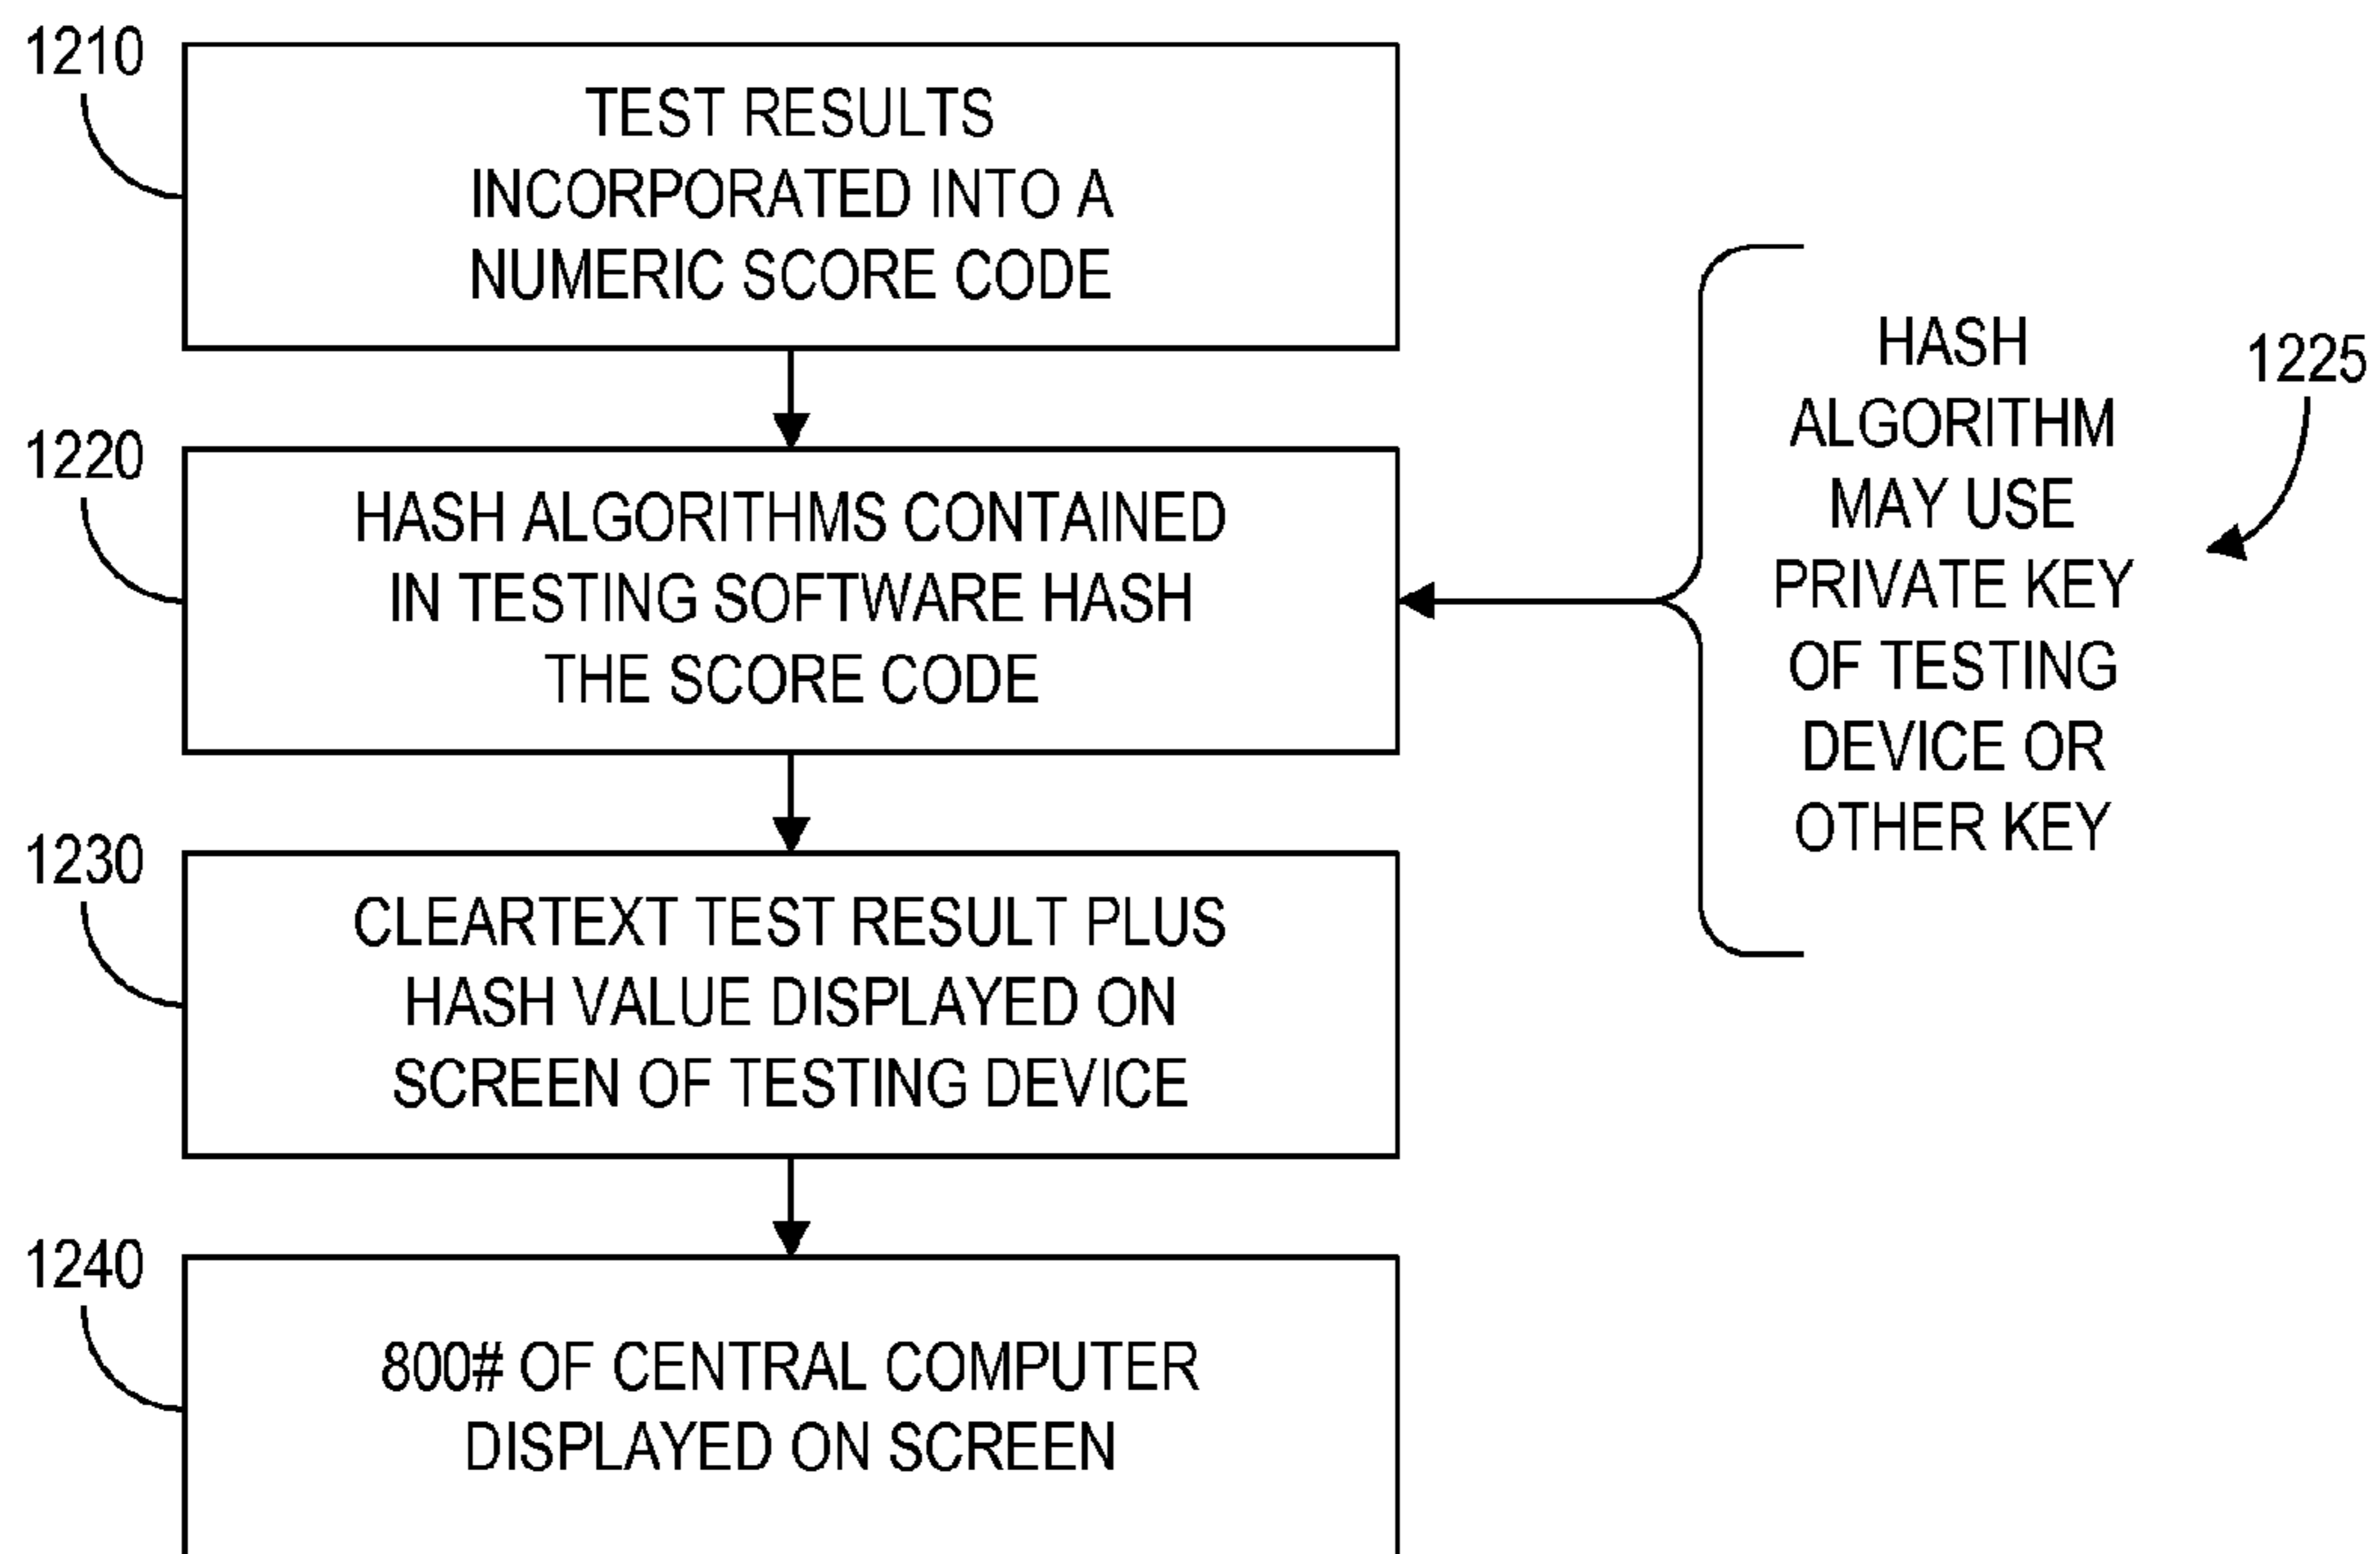 1210
TEST RESULTS
INCORPORATED INTO A
NUMERIC SCORE CODE
1220
HASH ALGORITHMS CONTAINED
IN TESTING SOFTWARE HASH
THE SCORE CODE
HASH
ALGORITHM
MAY USE
PRIVATE KEY
OF TESTING
DEVICE OR
OTHER KEY
1225
1230
CLEARTEXT TEST RESULT PLUS
HASH VALUE DISPLAYED ON
SCREEN OF TESTING DEVICE
1240
800# OF CENTRAL COMPUTER
DISPLAYED ON SCREEN